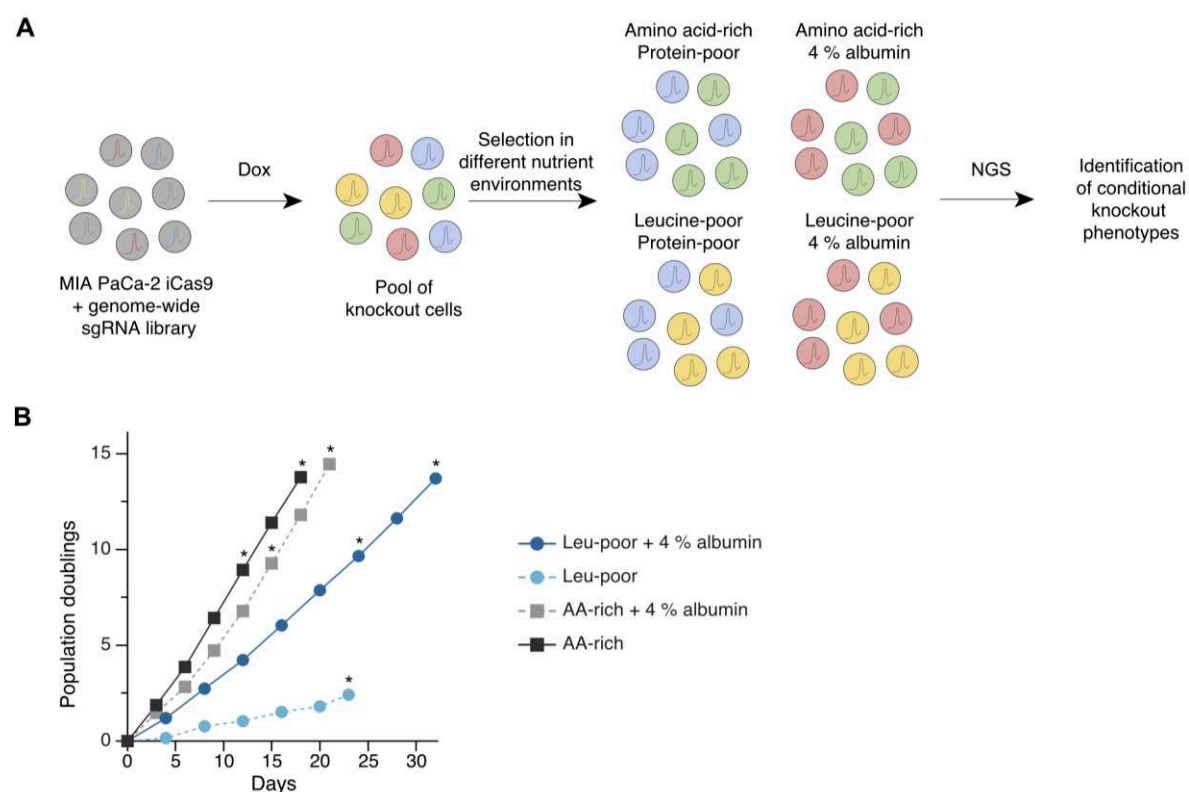 A
Amino acid-rich
Protein-poor
Amino acid-rich
4 % albumin
Dox
Selection in
different nutrient
environments
NGS
Identification
of conditional
knockout
phenotypes
MIA PaCa-2 iCas9
+ genome-wide
sgRNA library
Pool of
knockout cells
Leucine-poor
Protein-poor
Leucine-poor
4 % albumin
B
Population doublings
15
10
5
0
0 5 10 15 20 25 30
Days
* * * * * * *
Leu-poor + 4 % albumin
Leu-poor
AA-rich + 4 % albumin
AA-rich